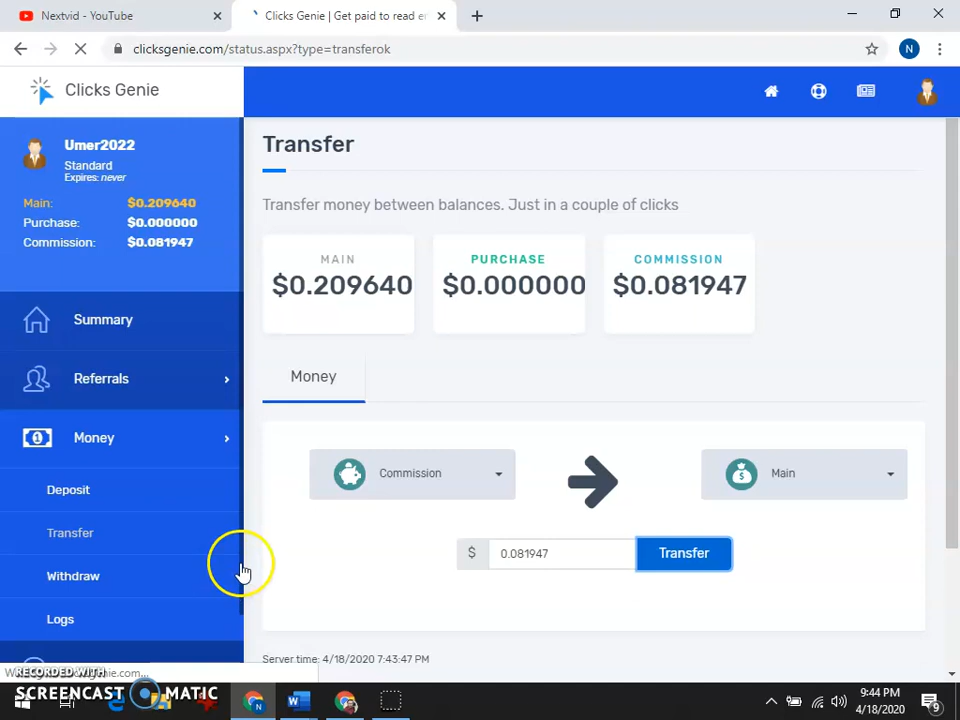 Nextvid - YouTube
Clicks Genie | Get paid to read em
clicksgenie.com/status.aspx?type=transferok
N
Clicks Genie
Umer2022
Standard
Expires: never
Main: $0.209640
Purchase: $0.000000
Commission: $0.081947
Summary
Referrals
Money
Deposit
Transfer
Withdraw
Logs
Transfer
Transfer money between balances. Just in a couple of clicks
MAIN
$0.209640
PURCHASE
$0.000000
COMMISSION
$0.081947
Money
Commission
Main
$ 0.081947 Transfer
Server time: 4/18/2020 7:43:47 PM
RECORDED WITH
SCREENCAST MATIC
9:44 PM
4/18/2020
9